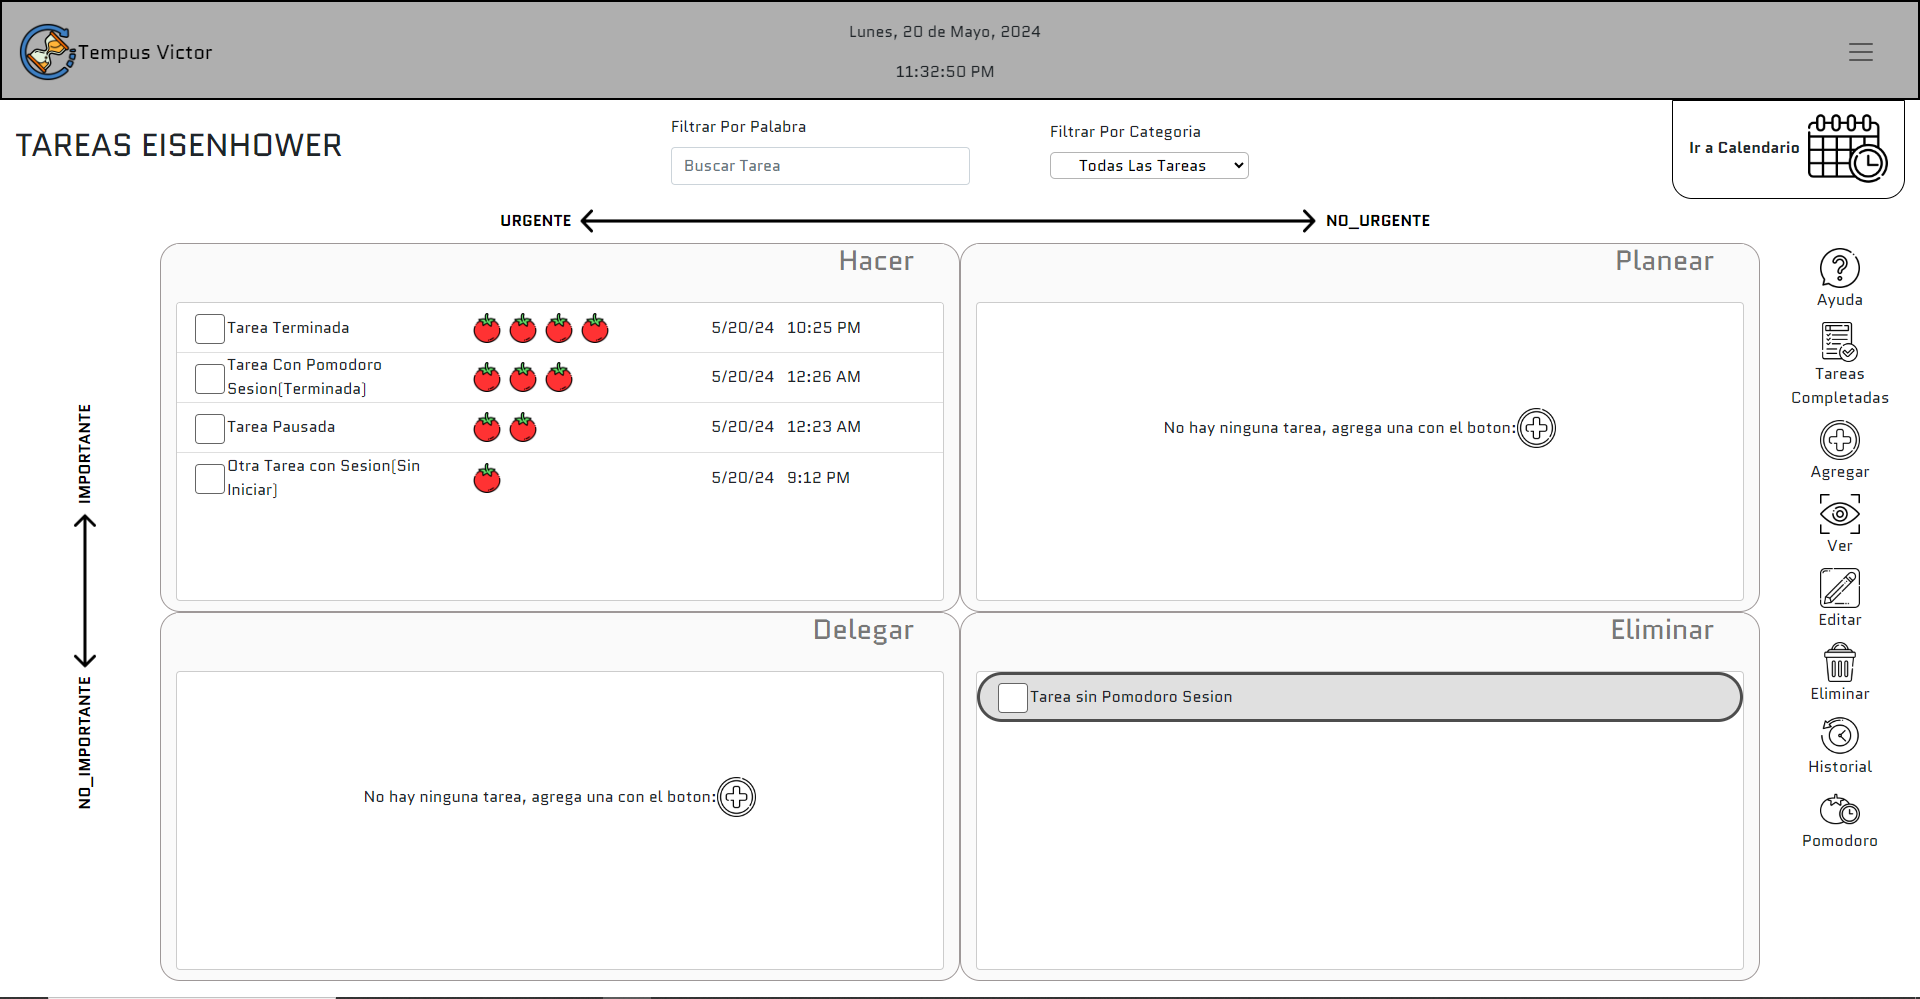 Tempus Victor
Lunes, 20 de Mayo, 2024
11:32:50 PM
TAREAS EISENHOWER
Filtrar Por Palabra
Buscar Tarea
Filtrar Por Categoria
Todas Las Tareas
Ir a Calendario
URGENTE
NO_URGENTE
IMPORTANTE
NO_IMPORTANTE
Hacer
Tarea Terminada 5/20/24 10:25 PM
Tarea Con Pomodoro
Sesion(Terminada) 5/20/24 12:26 AM
Tarea Pausada 5/20/24 12:23 AM
Otra Tarea con Sesion(Sin
Iniciar) 5/20/24 9:12 PM
Planear
No hay ninguna tarea, agrega una con el boton:
Delegar
No hay ninguna tarea, agrega una con el boton:
Eliminar
Tarea sin Pomodoro Sesion
Ayuda
Tareas
Completadas
Agregar
Ver
Editar
Eliminar
Historial
Pomodoro